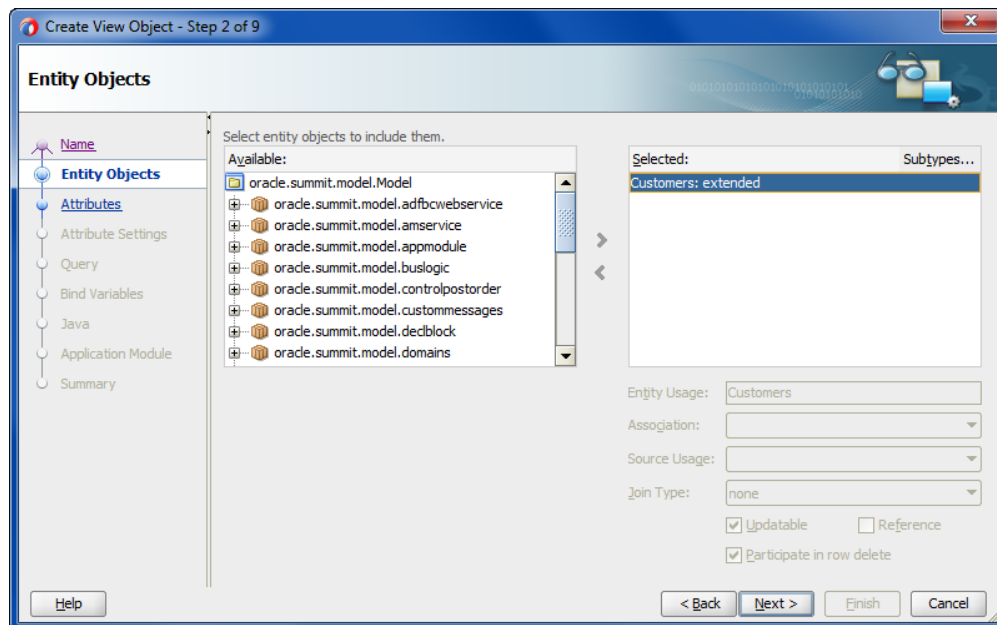 Create View Object - Step 2 of 9
Entity Objects
Name
Entity Objects
Attributes
Attribute Settings
Query
Bind Variables
Java
Application Module
Summary
Select entity objects to include them.
Available:
oracle.summit.model.Model
oracle.summit.model.adfbcwebservice
oracle.summit.model.amservice
oracle.summit.model.appmodule
oracle.summit.model.buslogic
oracle.summit.model.controlpostorder
oracle.summit.model.custommessages
oracle.summit.model.declblock
oracle.summit.model.domains
Selected: Subtypes...
Customers: extended
Entity Usage: Customers
Association:
Source Usage:
Join Type: none
Updatable Reference
Participate in row delete
Help < Back Next > Finish Cancel